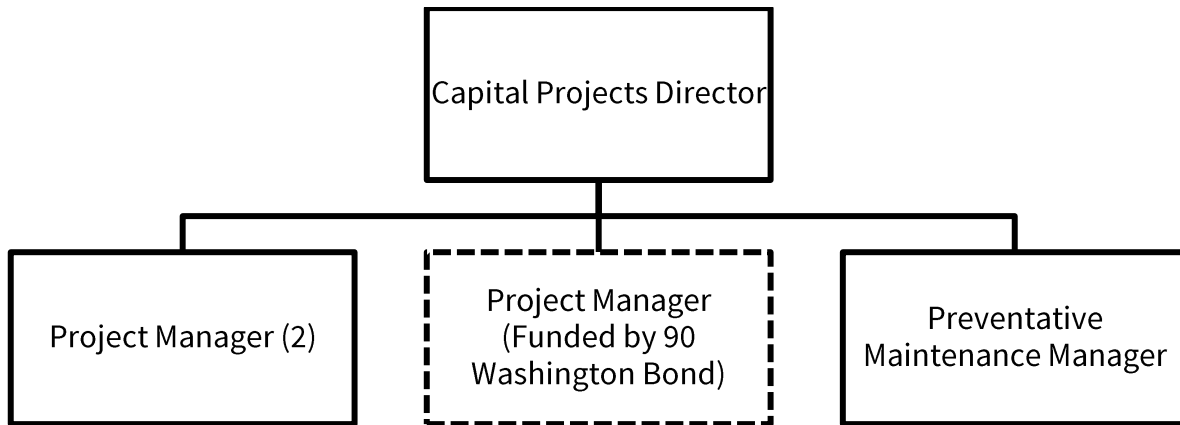 Capital Projects Director
Project Manager (2)
Project Manager
(Funded by 90
Washington Bond)
Preventative
Maintenance Manager